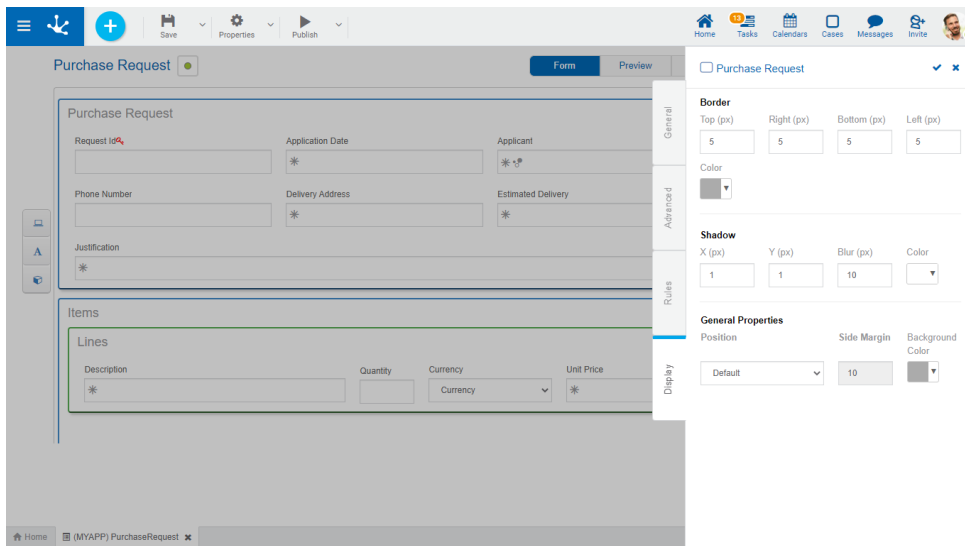 Save
Properties
Publish
Home
13
Tasks
Calendars
Cases
Messages
Invite
Purchase Request
Form
Preview
Purchase Request
Request Id
Application Date
Applicant
Phone Number
Delivery Address
Estimated Delivery
Justification
A
Items
Lines
Description
Quantity
Currency
Unit Price
Currency
General
Advanced
Rules
Display
Purchase Request
Border
Top (px)
Right (px)
Bottom (px)
Left (px)
5
5
5
5
Color
Shadow
X (px)
Y (px)
Blur (px)
Color
1
1
10
General Properties
Position
Side Margin
Background
Color
Default
10
Home
(MYAPP) PurchaseRequest